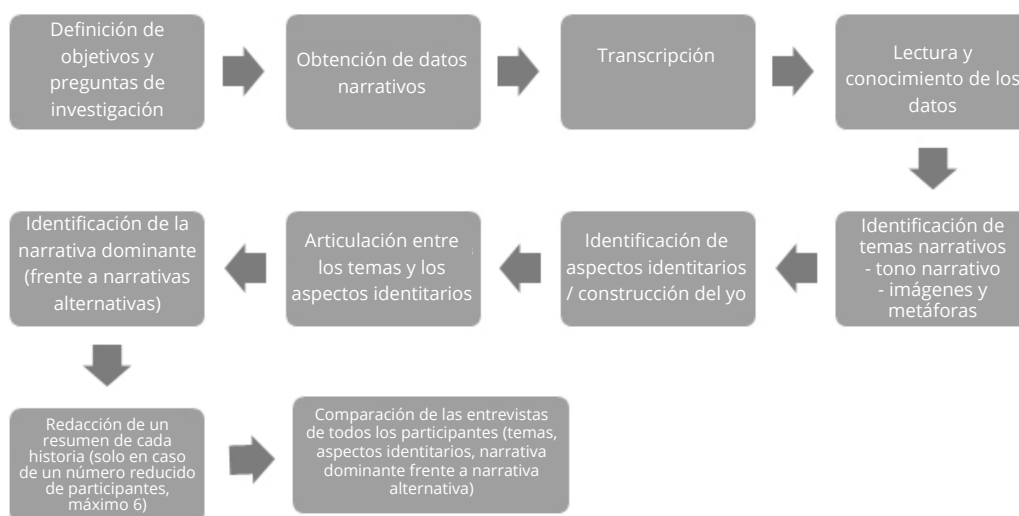 Definición de
objetivos y
preguntas de
investigación
Obtención de datos
narrativos
Transcripción
Lectura y
conocimiento de los
datos
Identificación de
temas narrativos
- tono narrativo
- imágenes y
metáforas
Identificación de
aspectos identitarios
/ construcción del yo
Articulación entre
los temas y los
aspectos identitarios
Identificación de la
narrativa dominante
(frente a narrativas
alternativas)
Redacción de un
resumen de cada
historia (solo en caso
de un número reducido
de participantes,
máximo 6)
Comparación de las entrevistas
de todos los participantes (temas,
aspectos identitarios, narrativa
dominante frente a narrativa
alternativa)